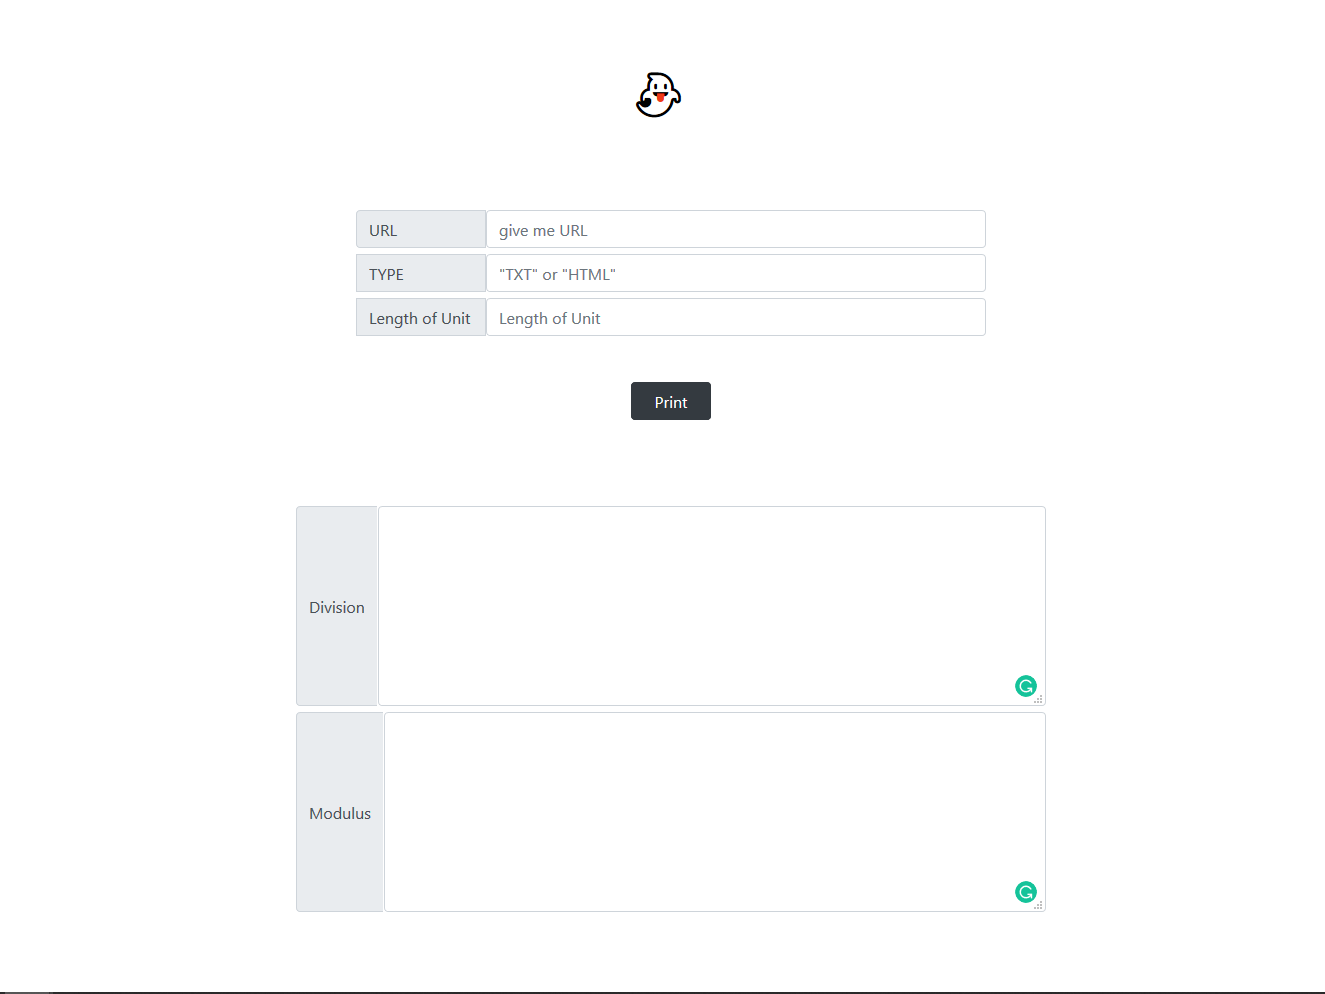 URL
give me URL
TYPE
"TXT" or "HTML"
Length of Unit
Length of Unit
Print
Division
Modulus